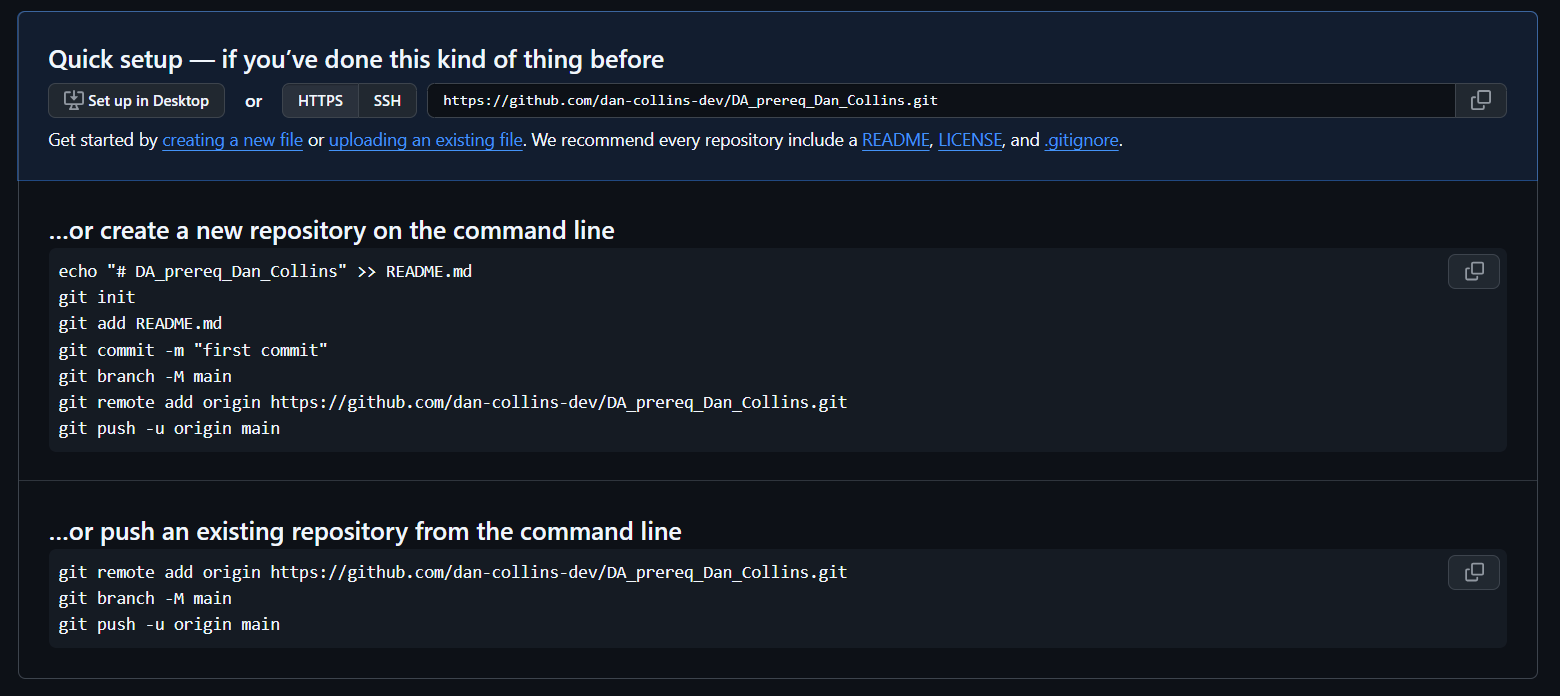 Quick setup — if you’ve done this kind of thing before
Set up in Desktop or HTTPS SSH https://github.com/dan-collins-dev/DA_prereq_Dan_Collins.git
Get started by creating a new file or uploading an existing file. We recommend every repository include a README, LICENSE, and .gitignore.
…or create a new repository on the command line
echo "# DA_prereq_Dan_Collins" >> README.md
git init
git add README.md
git commit -m "first commit"
git branch -M main
git remote add origin https://github.com/dan-collins-dev/DA_prereq_Dan_Collins.git
git push -u origin main
…or push an existing repository from the command line
git remote add origin https://github.com/dan-collins-dev/DA_prereq_Dan_Collins.git
git branch -M main
git push -u origin main